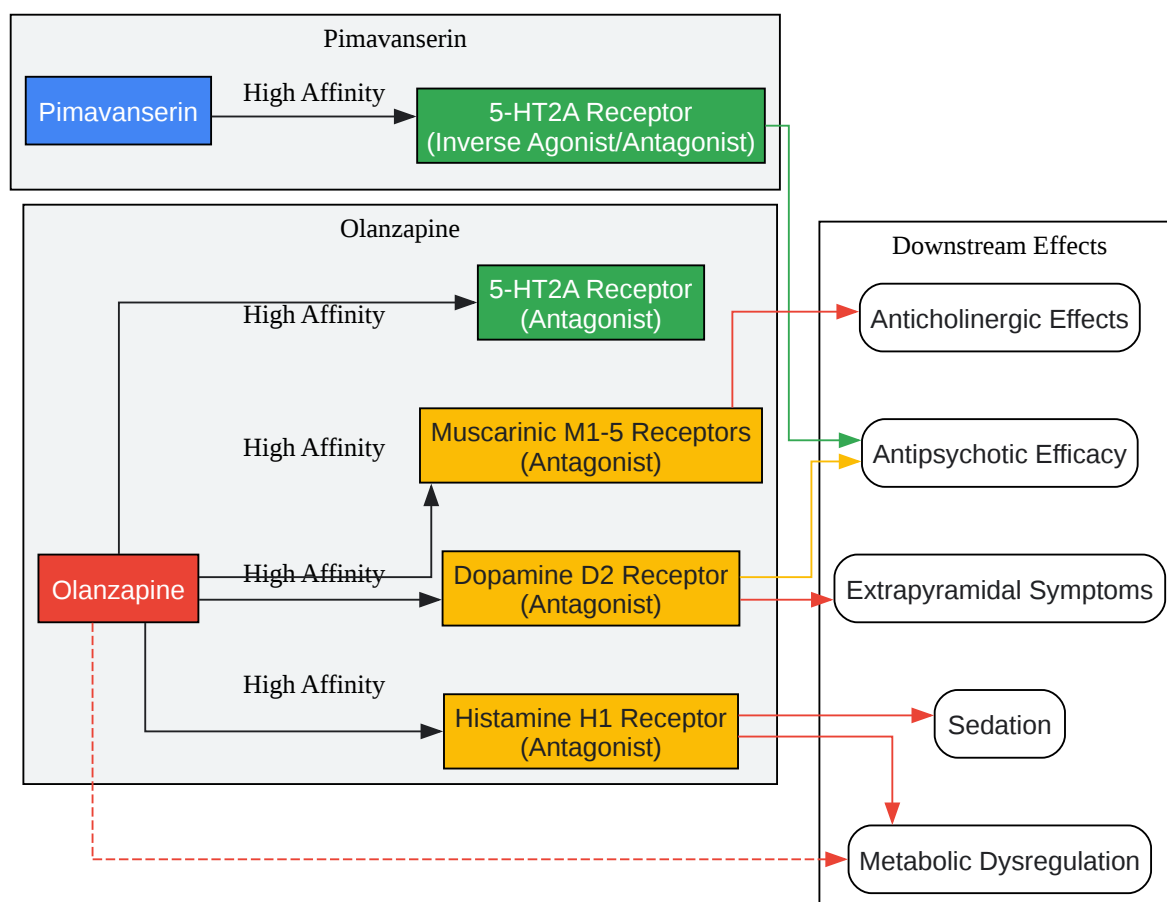 Pimavanserin
Pimavanserin
High Affinity
5-HT2A Receptor
(Inverse Agonist/Antagonist)
Olanzapine
High Affinity
5-HT2A Receptor
(Antagonist)
High Affinity
Muscarinic M1-5 Receptors
(Antagonist)
Olanzapine
High Affinity
Dopamine D2 Receptor
(Antagonist)
High Affinity
Histamine H1 Receptor
(Antagonist)
Downstream Effects
Anticholinergic Effects
Antipsychotic Efficacy
Extrapyramidal Symptoms
Sedation
Metabolic Dysregulation